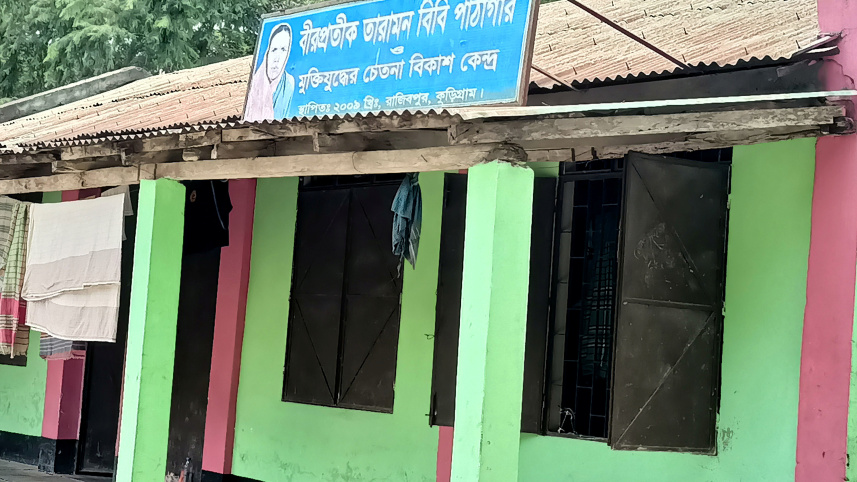 বীরপ্রতীক তারামন বিবি পাঠাগার
ও
মুক্তিযুদ্ধের চেতনা বিকাশ কেন্দ্র
স্থাপিতঃ ২০০৯ খ্রিঃ, রাজিবপুর, কুড়িগ্রাম।